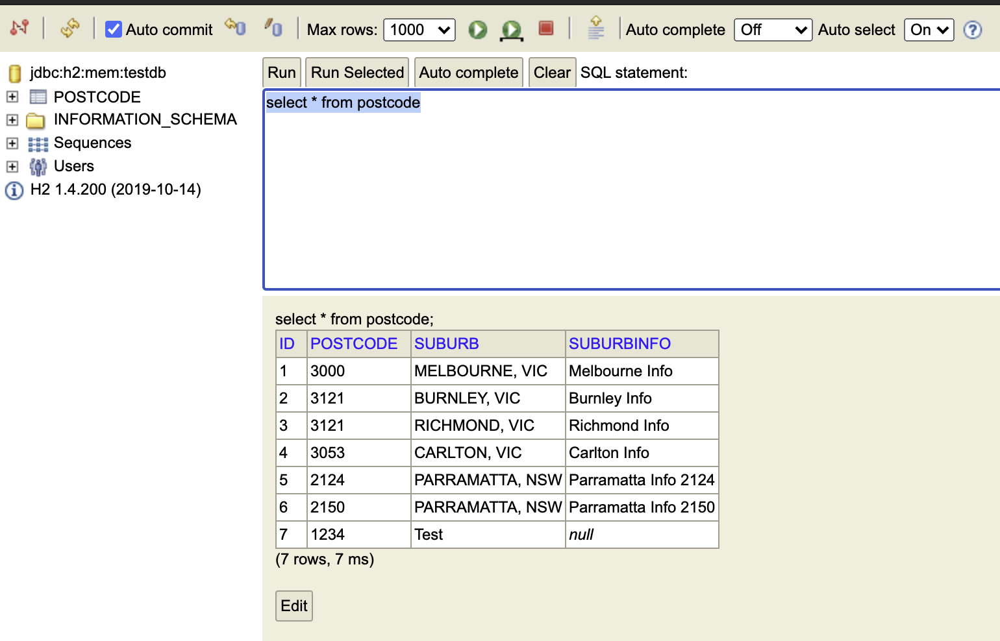 Auto commit Max rows: 1000 Auto complete Off Auto select On ?
jdbc:h2:mem:testdb
POSTCODE
INFORMATION_SCHEMA
Sequences
Users
H2 1.4.200 (2019-10-14)
Run Run Selected Auto complete Clear SQL statement:
select * from postcode
select * from postcode;
ID POSTCODE SUBURB SUBURBINFO
1 3000 MELBOURNE, VIC Melbourne Info
2 3121 BURNLEY, VIC Burnley Info
3 3121 RICHMOND, VIC Richmond Info
4 3053 CARLTON, VIC Carlton Info
5 2124 PARRAMATTA, NSW Parramatta Info 2124
6 2150 PARRAMATTA, NSW Parramatta Info 2150
7 1234 Test null
(7 rows, 7 ms)
Edit